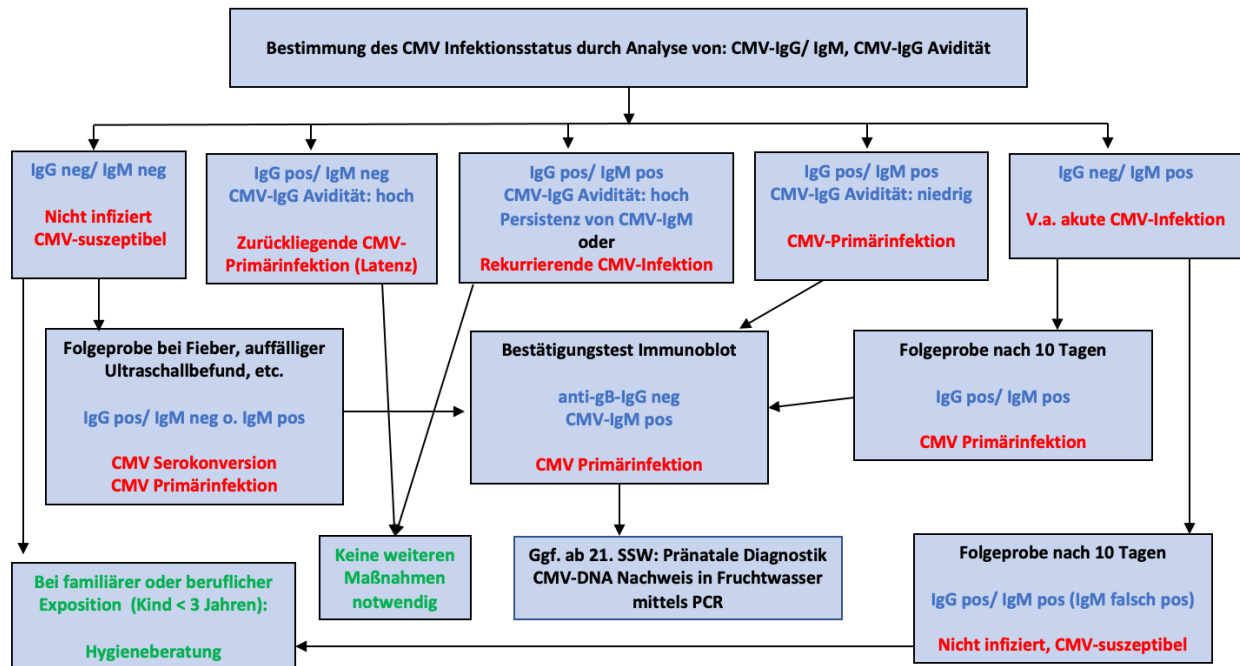 Bestimmung des CMV Infektionsstatus durch Analyse von: CMV-IgG/ IgM, CMV-IgG Avidität
IgG neg/ IgM neg
Nicht infiziert
CMV-suszeptibel
IgG pos/ IgM neg
CMV-IgG Avidität: hoch
Zurückliegende CMV-
Primärinfektion (Latenz)
IgG pos/ IgM pos
CMV-IgG Avidität: hoch
Persistenz von CMV-IgM
oder
Rekurrierende CMV-Infektion
IgG pos/ IgM pos
CMV-IgG Avidität: niedrig
CMV-Primärinfektion
IgG neg/ IgM pos
V.a. akute CMV-Infektion
Folgeprobe bei Fieber, auffälliger
Ultraschallbefund, etc.
IgG pos/ IgM neg o. IgM pos
CMV Serokonversion
CMV Primärinfektion
Bestätigungstest Immunoblot
anti-gB-IgG neg
CMV-IgM pos
CMV Primärinfektion
Folgeprobe nach 10 Tagen
IgG pos/ IgM pos
CMV Primärinfektion
Bei familiärer oder beruflicher
Exposition (Kind < 3 Jahren):
Hygieneberatung
Keine weiteren
Maßnahmen
notwendig
Ggf. ab 21. SSW: Pränatale Diagnostik
CMV-DNA Nachweis in Fruchtwasser
mittels PCR
Folgeprobe nach 10 Tagen
IgG pos/ IgM pos (IgM falsch pos)
Nicht infiziert, CMV-suszeptibel